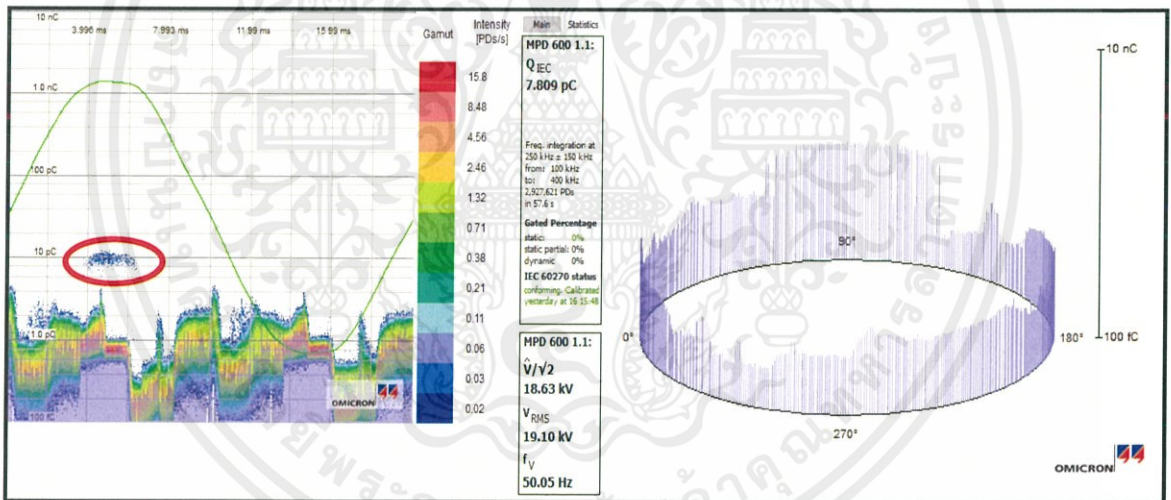 10 nC
3.996 ms
7.993 ms
11.99 ms
15.99 ms
1.0 nC
100 pC
10 pC
1.0 pC
100 fC
OMICRON
Gamut
Intensity
[PDs/s]
15.8
8.48
4.56
2.46
1.32
0.71
0.38
0.21
0.11
0.06
0.03
0.02
Main Statistics
MPD 600 1.1:
Q IEC
7.809 pC
Freq. integration at
250 kHz ± 150 kHz
from: 100 kHz
to: 400 kHz
2,927,621 PDs
in 57.6 s
Gated Percentage
static: 0%
static partial: 0%
dynamic 0%
IEC 60270 status
conforming. Calibrated
yesterday at 16:15:48
MPD 600 1.1:
V̂/√2
18.63 kV
V RMS
19.10 kV
f V
50.05 Hz
10 nC
90°
0°
180°
100 fC
270°
OMICRON